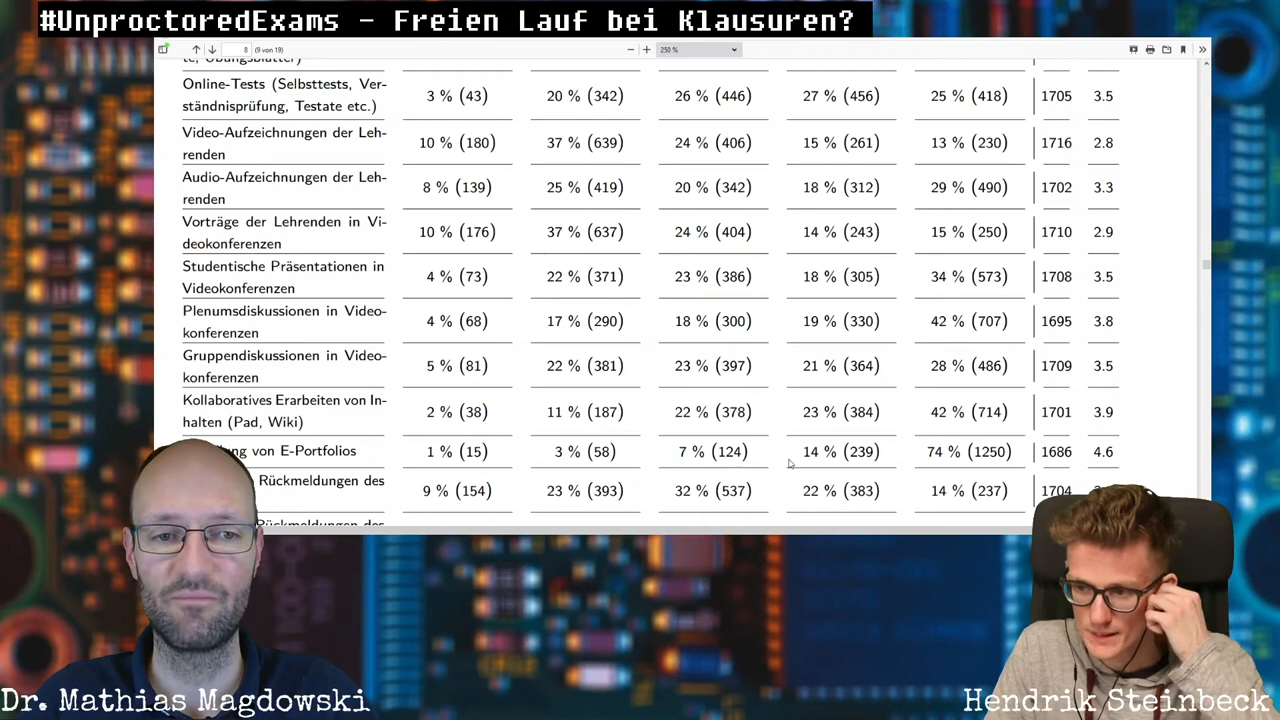 #UnproctoredExams - Freien Lauf bei Klausuren?
8 (9 von 19) 250 %
te, Übungsblätter)
Online-Tests (Selbsttests, Ver-
ständnisprüfung, Testate etc.) 3 % (43) 20 % (342) 26 % (446) 27 % (456) 25 % (418) 1705 3.5
Video-Aufzeichnungen der Leh-
renden 10 % (180) 37 % (639) 24 % (406) 15 % (261) 13 % (230) 1716 2.8
Audio-Aufzeichnungen der Leh-
renden 8 % (139) 25 % (419) 20 % (342) 18 % (312) 29 % (490) 1702 3.3
Vorträge der Lehrenden in Vi-
deokonferenzen 10 % (176) 37 % (637) 24 % (404) 14 % (243) 15 % (250) 1710 2.9
Studentische Präsentationen in
Videokonferenzen 4 % (73) 22 % (371) 23 % (386) 18 % (305) 34 % (573) 1708 3.5
Plenumsdiskussionen in Video-
konferenzen 4 % (68) 17 % (290) 18 % (300) 19 % (330) 42 % (707) 1695 3.8
Gruppendiskussionen in Video-
konferenzen 5 % (81) 22 % (381) 23 % (397) 21 % (364) 28 % (486) 1709 3.5
Kollaboratives Erarbeiten von In-
halten (Pad, Wiki) 2 % (38) 11 % (187) 22 % (378) 23 % (384) 42 % (714) 1701 3.9
von E-Portfolios 1 % (15) 3 % (58) 7 % (124) 14 % (239) 74 % (1250) 1686 4.6
Rückmeldungen des 9 % (154) 23 % (393) 32 % (537) 22 % (383) 14 % (237) 1704
Rückmeldungen des
Dr. Mathias Magdowski
Hendrik Steinbeck